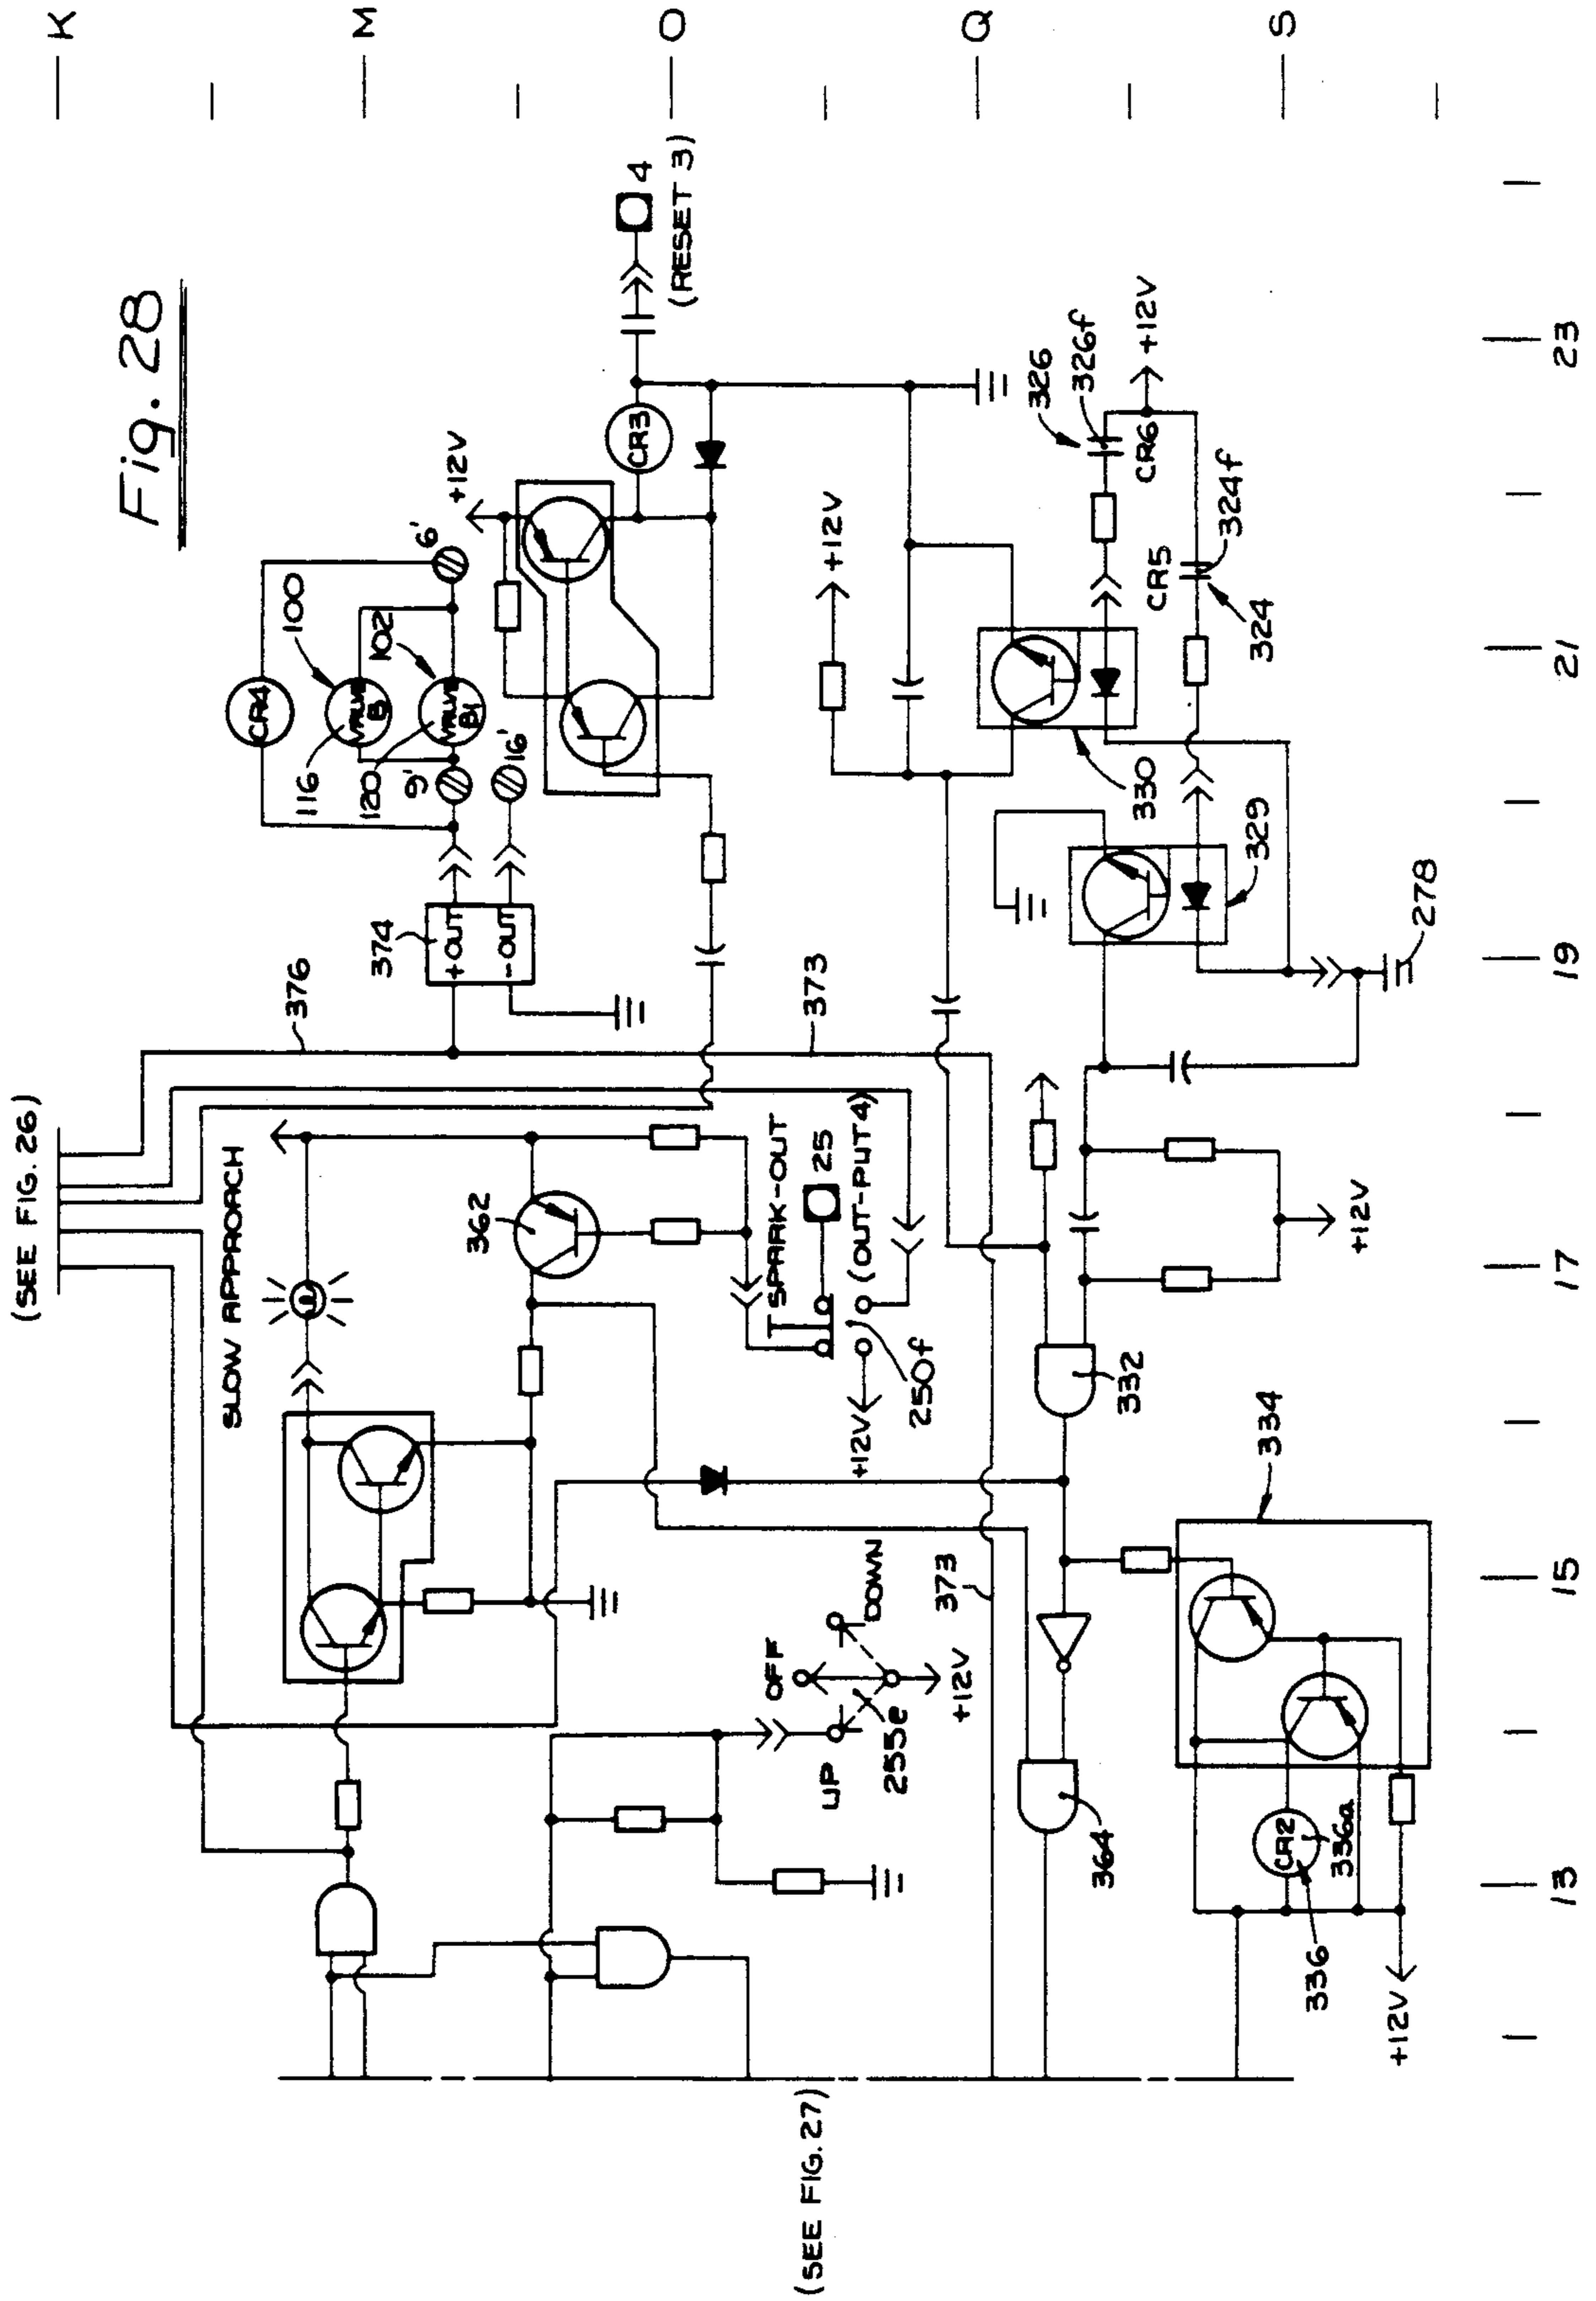 Fig. 28
K
M
O
Q
S
(SEE FIG. 26)
376
374
+OUT
-OUT
9'
16'
6'
CR4
VALVE B
VALVE B1
100
102
116
120
+12V
CR3
4
(RESET 3)
SLOW APPROACH
362
SPARK-OUT
25
(OUT-PUT 4)
+12V
250f
373
+12V
326
326f
CR6
+12V
CR5
324f
324
330
329
278
+12V
332
334
373
OFF
UP
DOWN
255e
+12V
364
CR2
336a
336
+12V
(SEE FIG. 27)
13
15
17
19
21
23